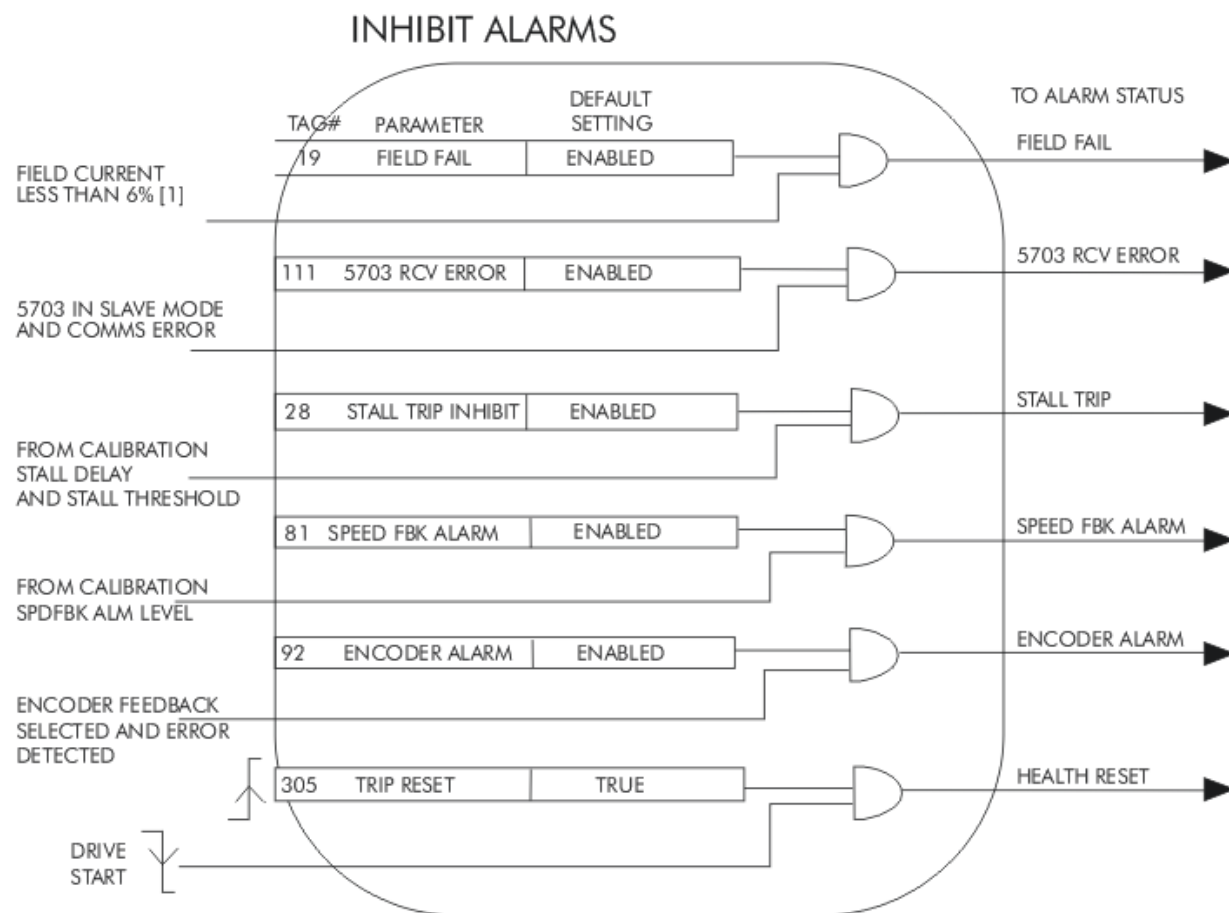 INHIBIT ALARMS
TAG# PARAMETER DEFAULT SETTING
TO ALARM STATUS
19 FIELD FAIL ENABLED
FIELD FAIL
FIELD CURRENT
LESS THAN 6% [1]
111 5703 RCV ERROR ENABLED
5703 RCV ERROR
5703 IN SLAVE MODE
AND COMMS ERROR
28 STALL TRIP INHIBIT ENABLED
STALL TRIP
FROM CALIBRATION
STALL DELAY
AND STALL THRESHOLD
81 SPEED FBK ALARM ENABLED
SPEED FBK ALARM
FROM CALIBRATION
SPDFBK ALM LEVEL
92 ENCODER ALARM ENABLED
ENCODER ALARM
ENCODER FEEDBACK
SELECTED AND ERROR
DETECTED
305 TRIP RESET TRUE
HEALTH RESET
DRIVE
START